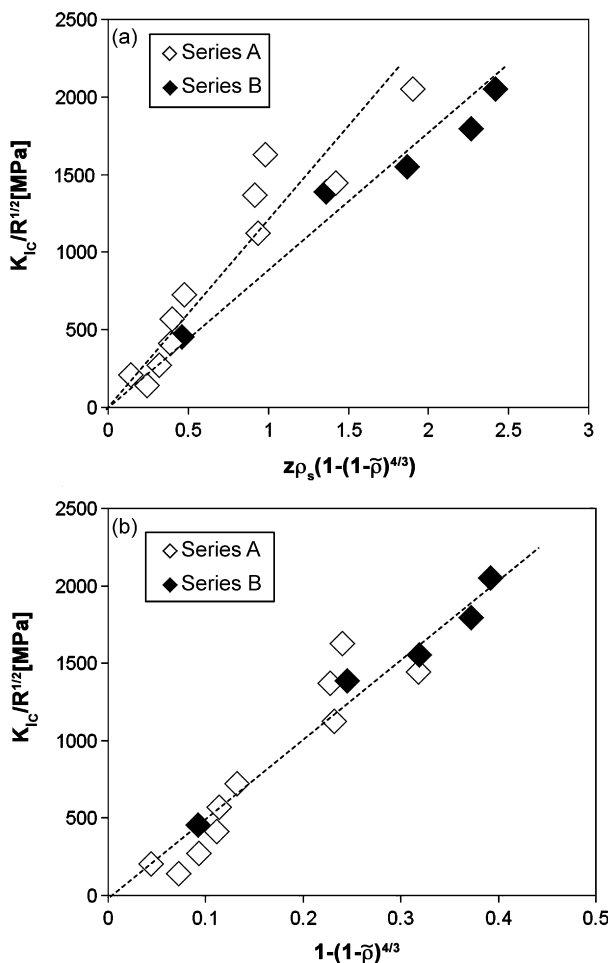 (a)
Series A
Series B
2500
2000
1500
1000
500
0
K_IC/R^1/2[MPa]
0
0.5
1
1.5
2
2.5
3
zρ_s(1-(1-ρ̃)^4/3)
(b)
Series A
Series B
2500
2000
1500
1000
500
0
K_IC/R^1/2[MPa]
0
0.1
0.2
0.3
0.4
0.5
1-(1-ρ̃)^4/3